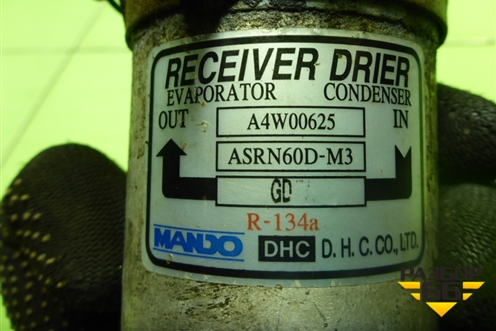 RECEIVER DRIER
EVAPORATOR CONDENSER
OUT A4W00625 IN
ASRN60D-M3
GD
R-134a
MANDO DHC D. H. C. CO., LTD.